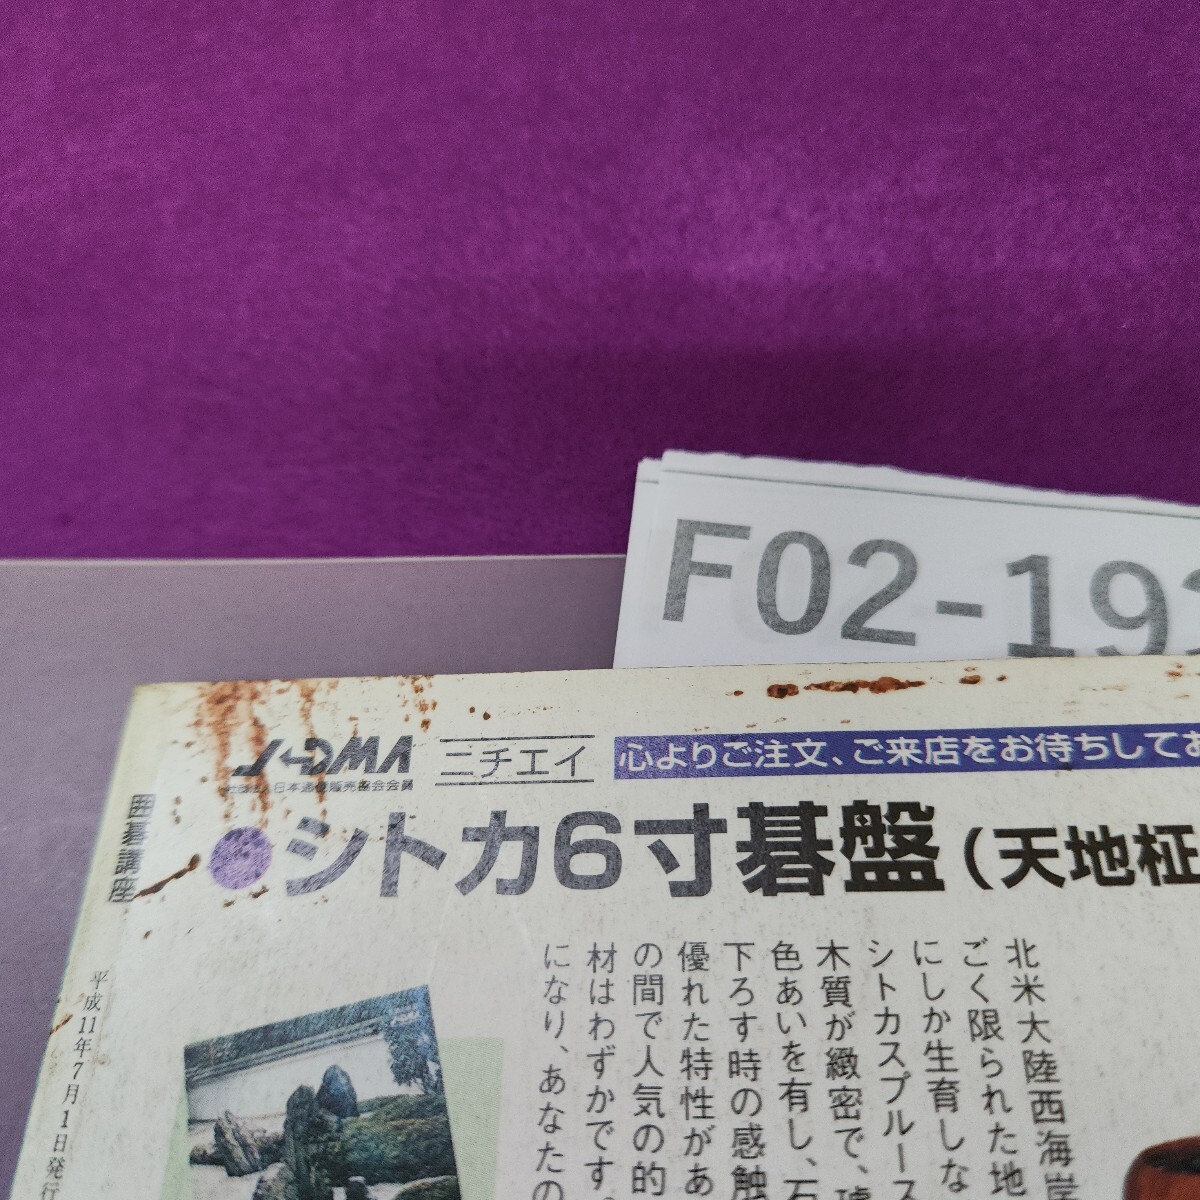 F02-19
JADMA
社団法人日本通信販売協会会員
ニチエイ
心よりご注文、ご来店をお待ちしてお
囲碁講座
●シトカ6寸碁盤(天地柾
平成11年7月1日発行
北米大陸西海岸
ごく限られた地
にしか生育しな
シトカスプルース
木質が緻密で、
色あいを有し、石
下ろす時の感触
優れた特性があ
の間で人気の的
材はわずかです。
になり、あなたの